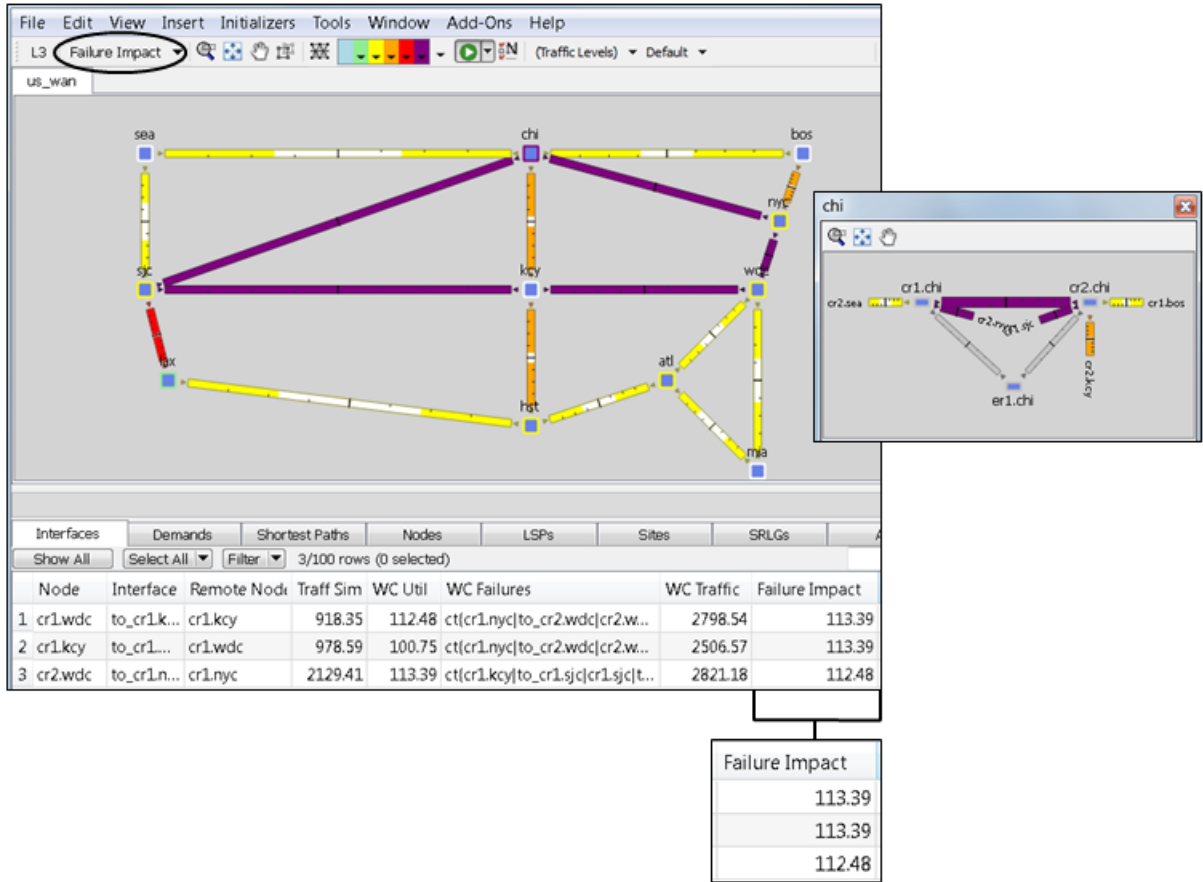 File Edit View Insert Initializers Tools Window Add-Ons Help
L3 Failure Impact (Traffic Levels) Default
us_wan
sea chi bos
nyc
sjc kcy wdc
lax atl
hst
mia
chi
cr1.chi cr2.chi
cr2.sea cr1.sjc cr1.bos
cr2.kcy
er1.chi
Interfaces Demands Shortest Paths Nodes LSPs Sites SRLGs A
Show All Select All Filter 3/100 rows (0 selected)
Node Interface Remote Node Traff Sim WC Util WC Failures WC Traffic Failure Impact
1 cr1.wdc to_cr1.k... cr1.kcy 918.35 112.48 ct(cr1.nyc|to_cr2.wdc|cr2.w... 2798.54 113.39
2 cr1.kcy to_cr1.... cr1.wdc 978.59 100.75 ct(cr1.nyc|to_cr2.wdc|cr2.w... 2506.57 113.39
3 cr2.wdc to_cr1.n... cr1.nyc 2129.41 113.39 ct(cr1.kcy|to_cr1.sjc|cr1.sjc|t... 2821.18 112.48
Failure Impact
113.39
113.39
112.48